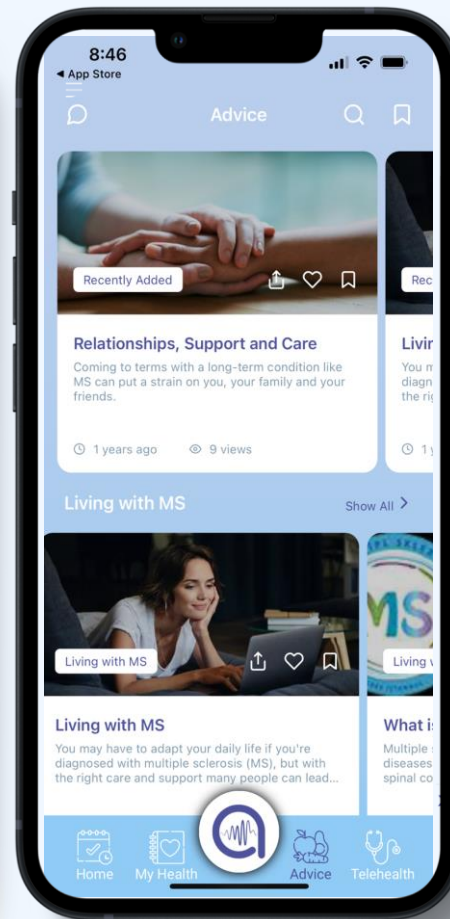 8:46
◀ App Store
Advice
Recently Added
Rec
Relationships, Support and Care
Coming to terms with a long-term condition like
MS can put a strain on you, your family and your
friends.
1 years ago
9 views
Livin
You m
diagn
the rig
1 y
Living with MS
Show All >
Living with MS
MS
Living
Living with MS
You may have to adapt your daily life if you're
diagnosed with multiple sclerosis (MS), but with
the right care and support many people can lead...
What is
Multiple
diseases
spinal co
Home
My Health
Advice
Telehealth